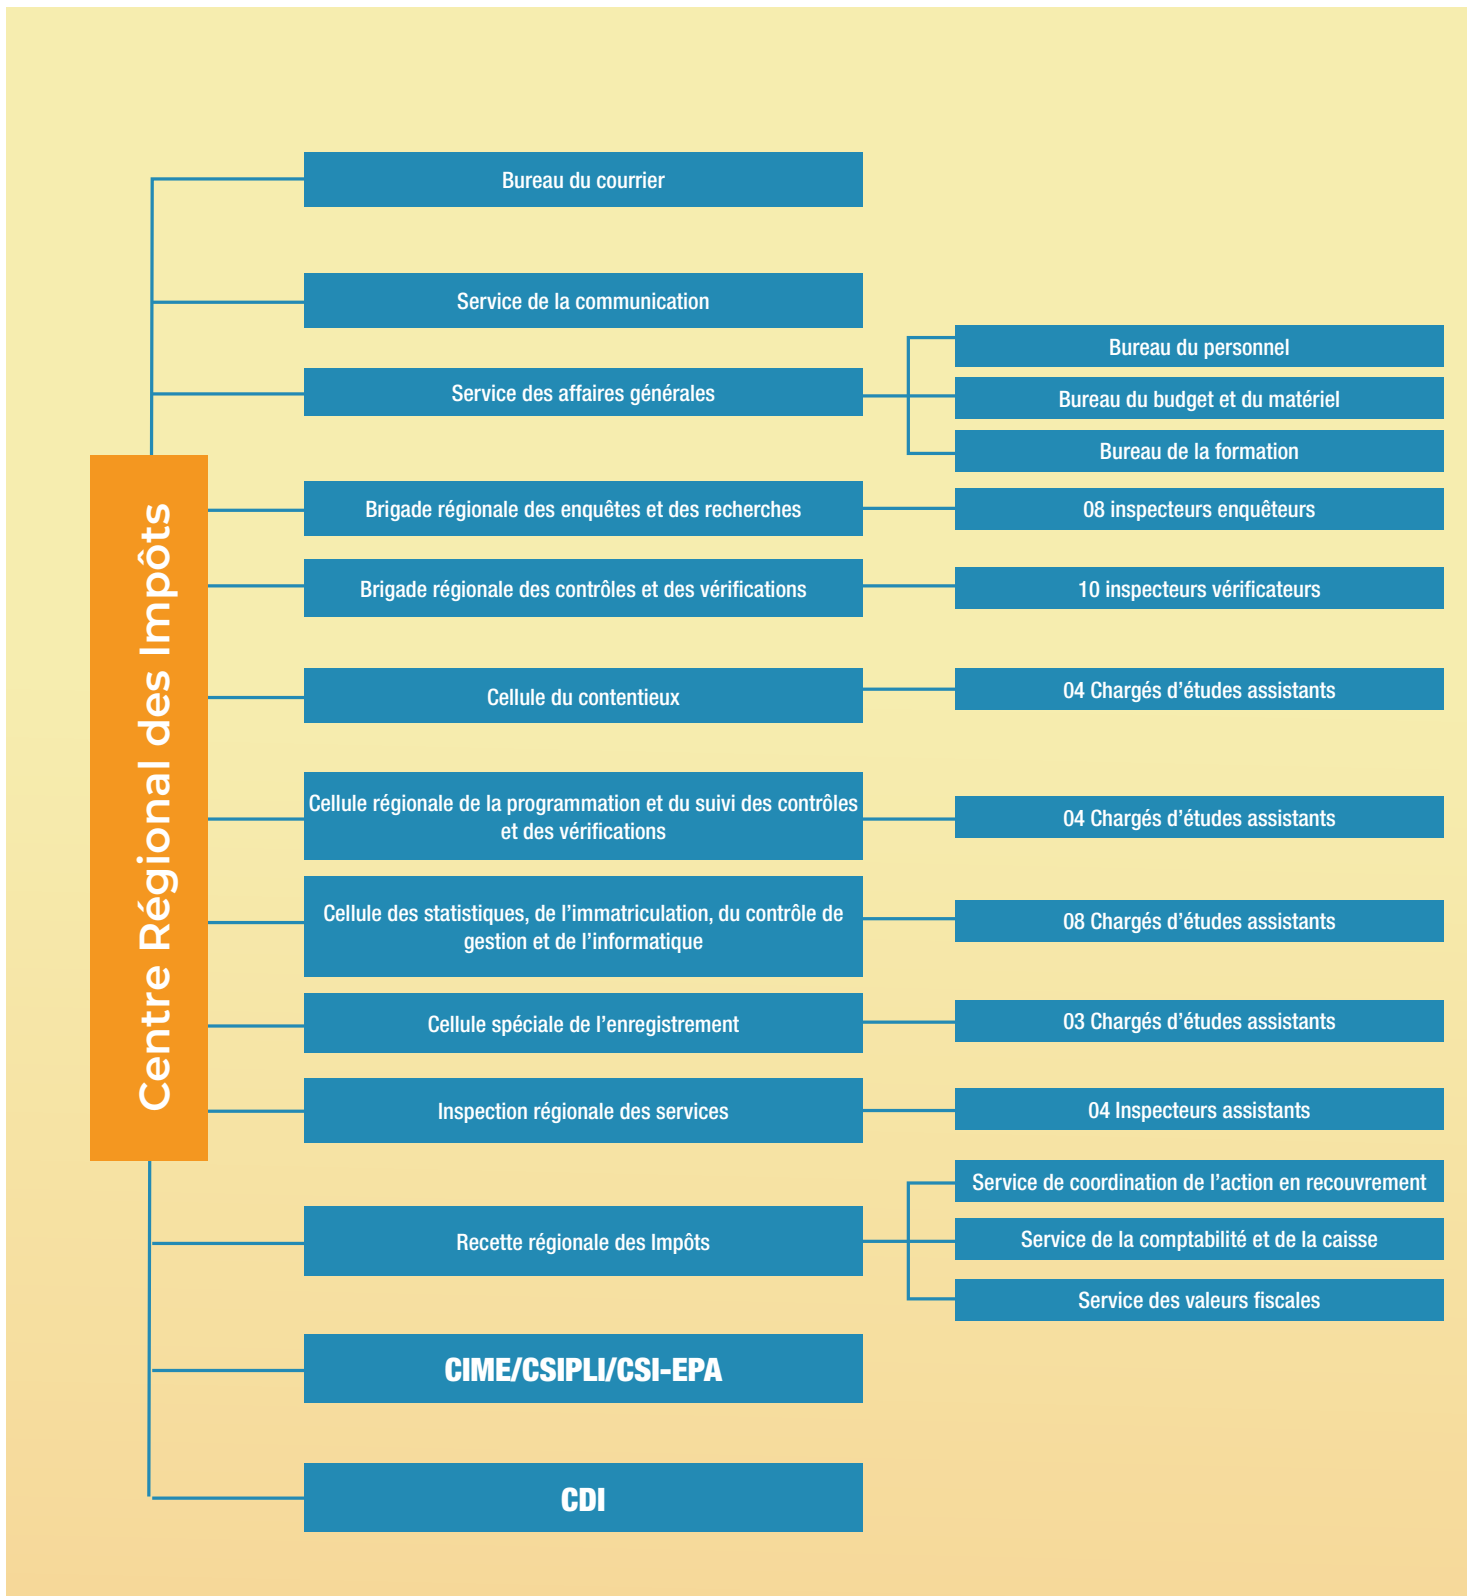 Centre Régional des Impôts
Bureau du courrier
Service de la communication
Service des affaires générales
Bureau du personnel
Bureau du budget et du matériel
Bureau de la formation
Brigade régionale des enquêtes et des recherches
08 inspecteurs enquêteurs
Brigade régionale des contrôles et des vérifications
10 inspecteurs vérificateurs
Cellule du contentieux
04 Chargés d’études assistants
Cellule régionale de la programmation et du suivi des contrôles
et des vérifications
04 Chargés d’études assistants
Cellule des statistiques, de l’immatriculation, du contrôle de
gestion et de l’informatique
08 Chargés d’études assistants
Cellule spéciale de l’enregistrement
03 Chargés d’études assistants
Inspection régionale des services
04 Inspecteurs assistants
Recette régionale des Impôts
Service de coordination de l’action en recouvrement
Service de la comptabilité et de la caisse
Service des valeurs fiscales
CIME/CSIPLI/CSI-EPA
CDI